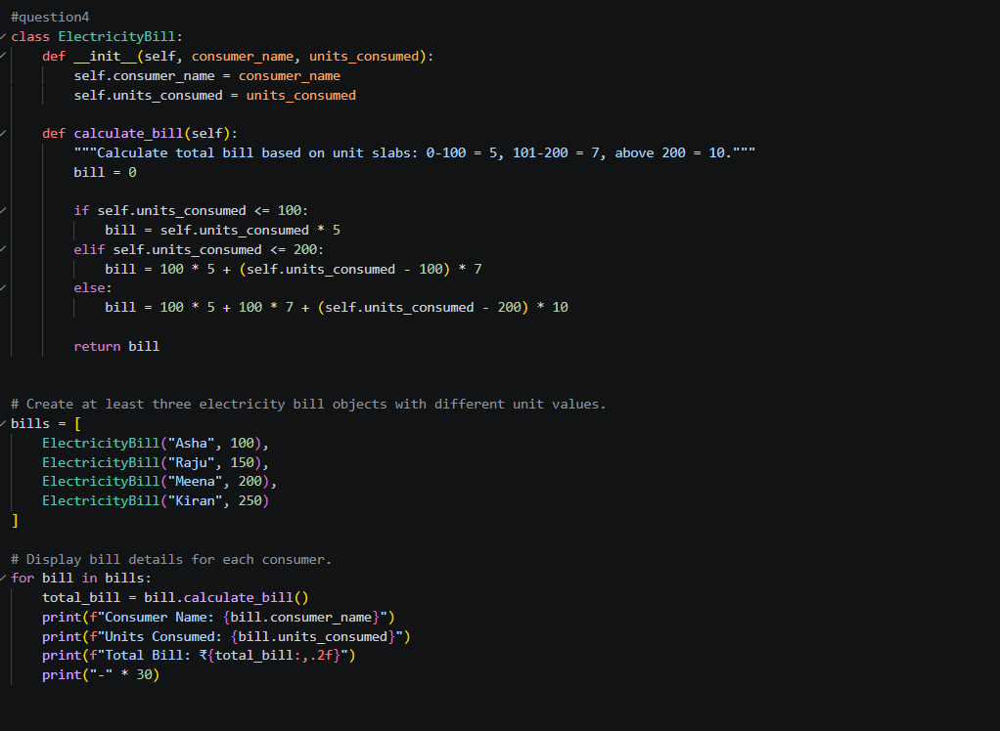 #question4
class ElectricityBill:
    def __init__(self, consumer_name, units_consumed):
        self.consumer_name = consumer_name
        self.units_consumed = units_consumed

    def calculate_bill(self):
        """Calculate total bill based on unit slabs: 0-100 = 5, 101-200 = 7, above 200 = 10."""
        bill = 0

        if self.units_consumed <= 100:
            bill = self.units_consumed * 5
        elif self.units_consumed <= 200:
            bill = 100 * 5 + (self.units_consumed - 100) * 7
        else:
            bill = 100 * 5 + 100 * 7 + (self.units_consumed - 200) * 10

        return bill


# Create at least three electricity bill objects with different unit values.
bills = [
    ElectricityBill("Asha", 100),
    ElectricityBill("Raju", 150),
    ElectricityBill("Meena", 200),
    ElectricityBill("Kiran", 250)
]

# Display bill details for each consumer.
for bill in bills:
    total_bill = bill.calculate_bill()
    print(f"Consumer Name: {bill.consumer_name}")
    print(f"Units Consumed: {bill.units_consumed}")
    print(f"Total Bill: ₹{total_bill:,.2f}")
    print("-" * 30)